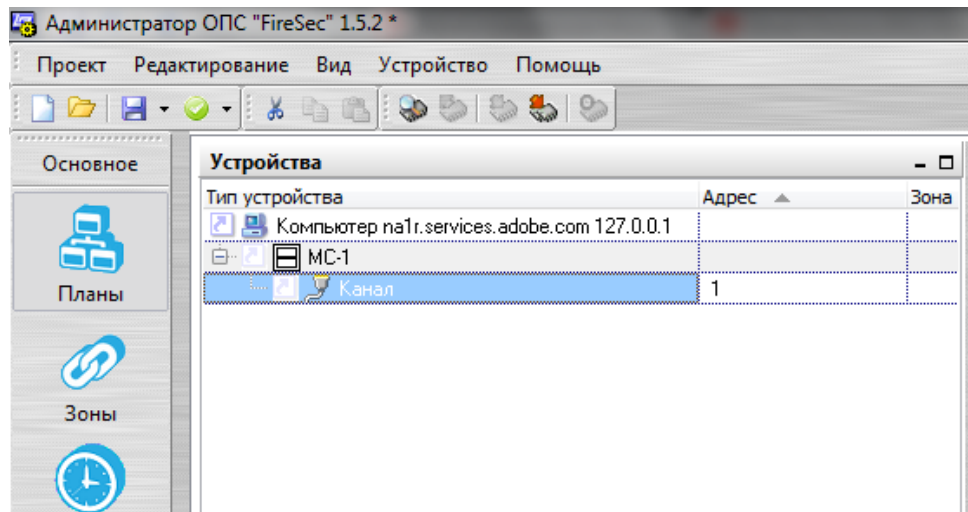 Администратор ОПС "FireSec" 1.5.2 *
Проект Редактирование Вид Устройство Помощь
Основное
Устройства
Тип устройства Адрес Зона
Компьютер na1r.services.adobe.com 127.0.0.1
МС-1
Канал 1
Планы
Зоны